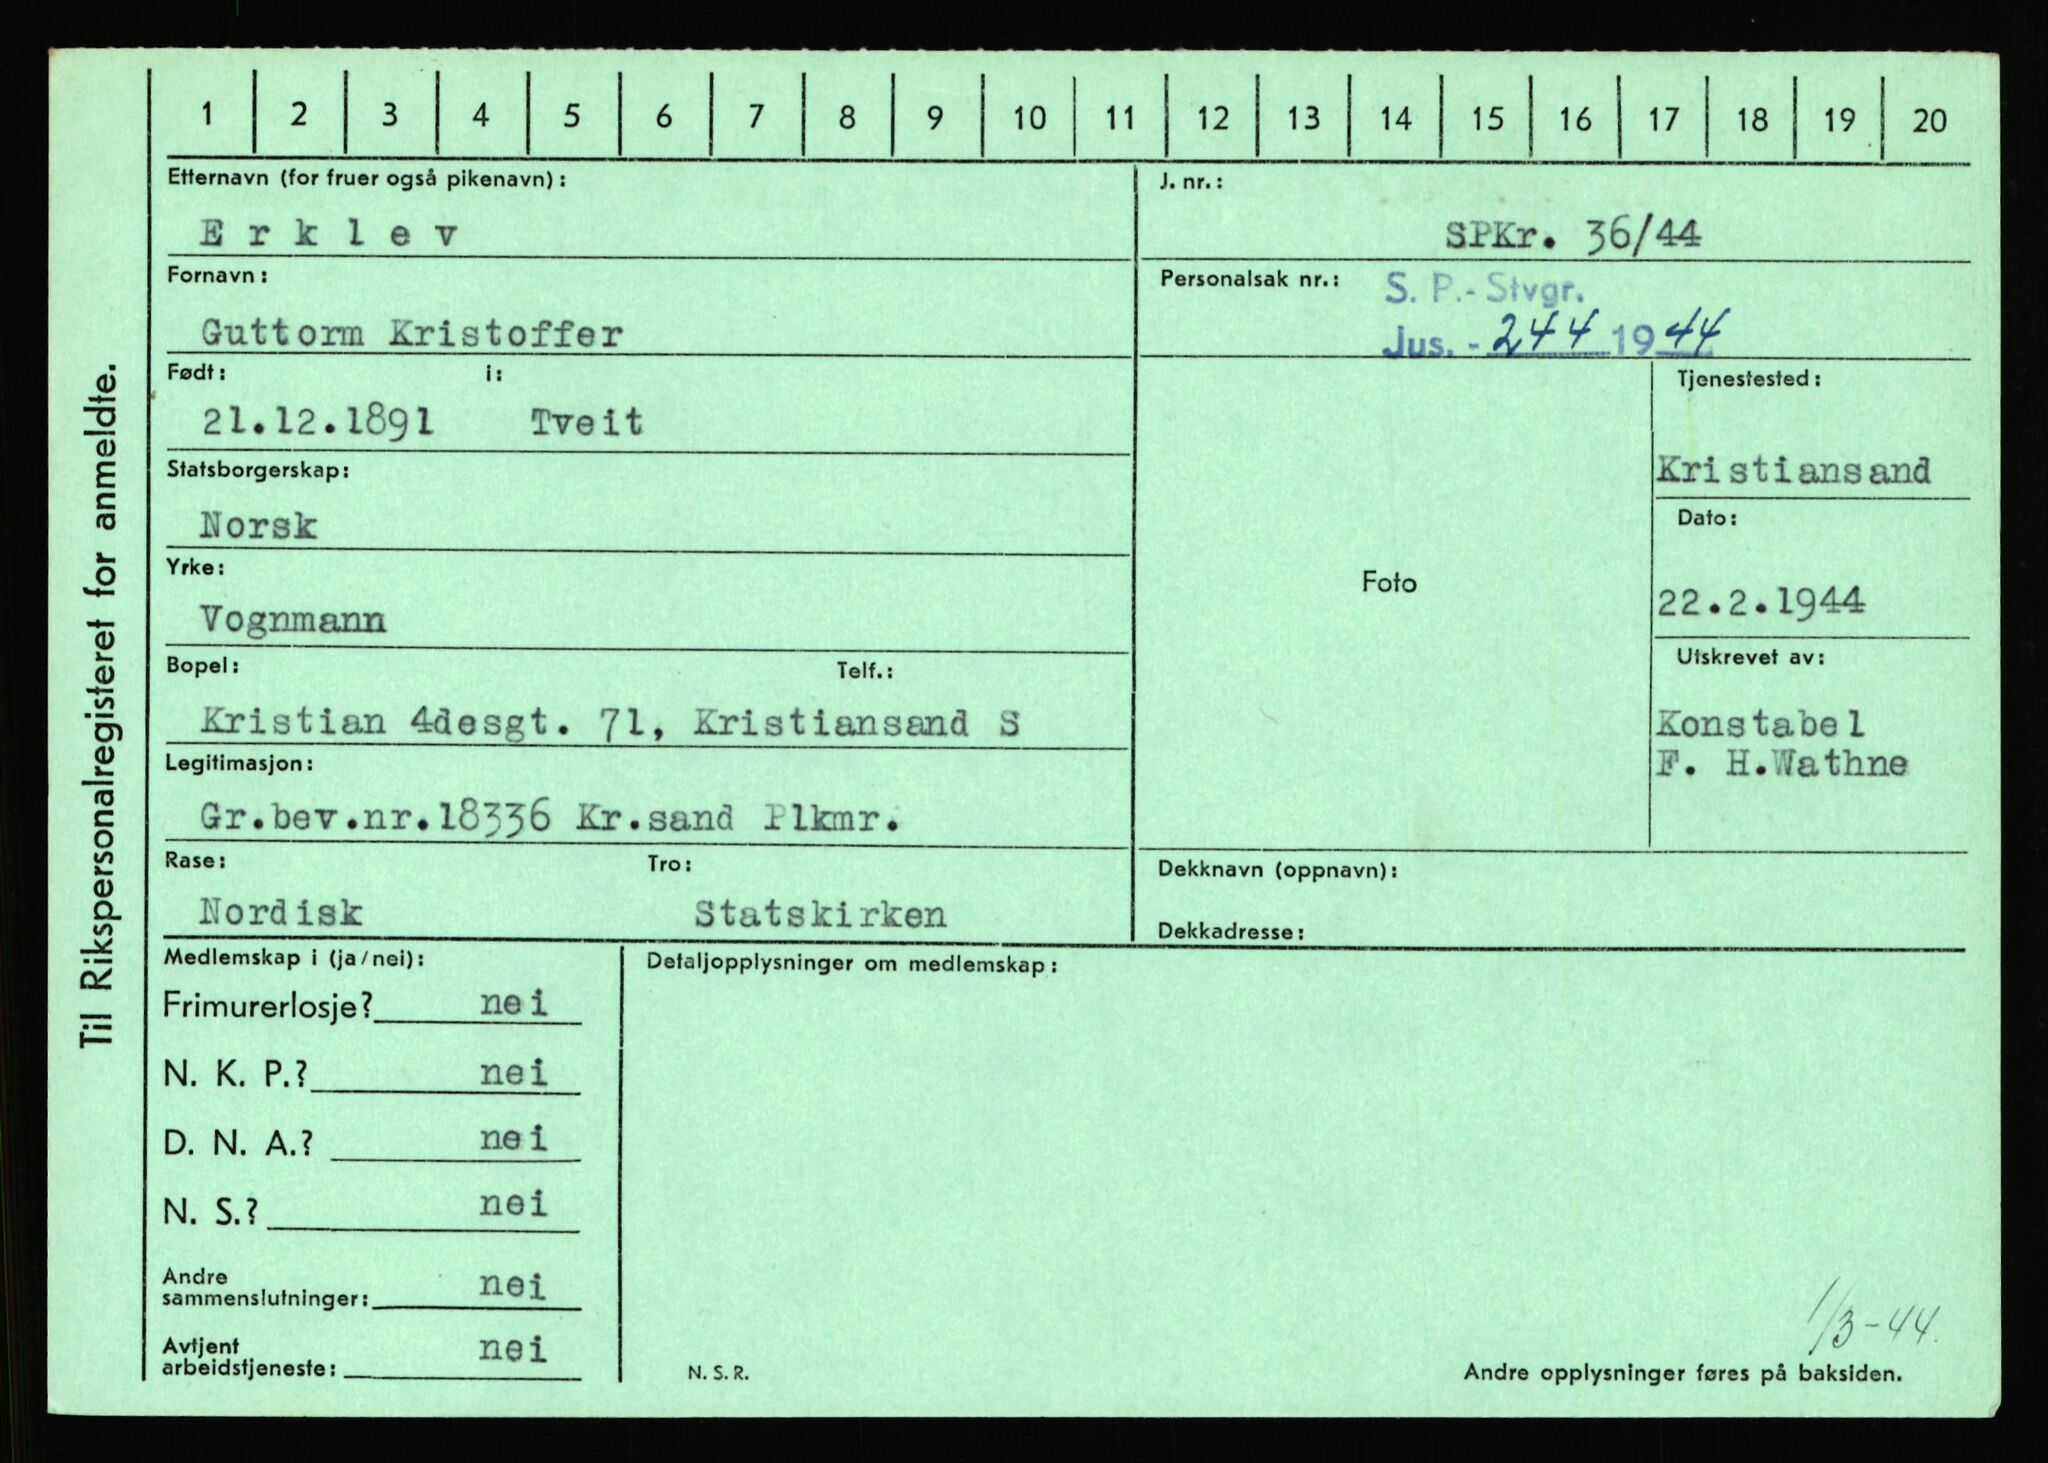 Til Rikspersonalregisteret for anmeldte.
1 2 3 4 5 6 7 8 9 10 11 12 13 14 15 16 17 18 19 20
Etternavn (for fruer også pikenavn):
Erklev
Fornavn:
Guttorm Kristoffer
Født: i:
21.12.1891 Tveit
Statsborgerskap:
Norsk
Yrke:
Vognmann
Bopel: Telf.:
Kristian 4desgt. 71, Kristiansand S
Legitimasjon:
Gr.bev.nr.18336 Kr.sand Plkmr.
Rase: Tro:
Nordisk Statskirken
J. nr.:
SPKr. 36/44
Personalsak nr.: S. P.- Stvgr.
Jus. - 244 1944
Foto
Tjenestested:
Kristiansand
Dato:
22.2.1944
Utskrevet av:
Konstabel
F. H.Wathne
Dekknavn (oppnavn):
Dekkadresse:
Medlemskap i (ja/nei):
Frimurerlosje? nei
N. K. P.? nei
D. N. A.? nei
N. S.? nei
Andre
sammenslutninger: nei
Avtjent
arbeidstjeneste: nei
Detaljopplysninger om medlemskap:
1/3-44.
N. S. R.
Andre opplysninger føres på baksiden.